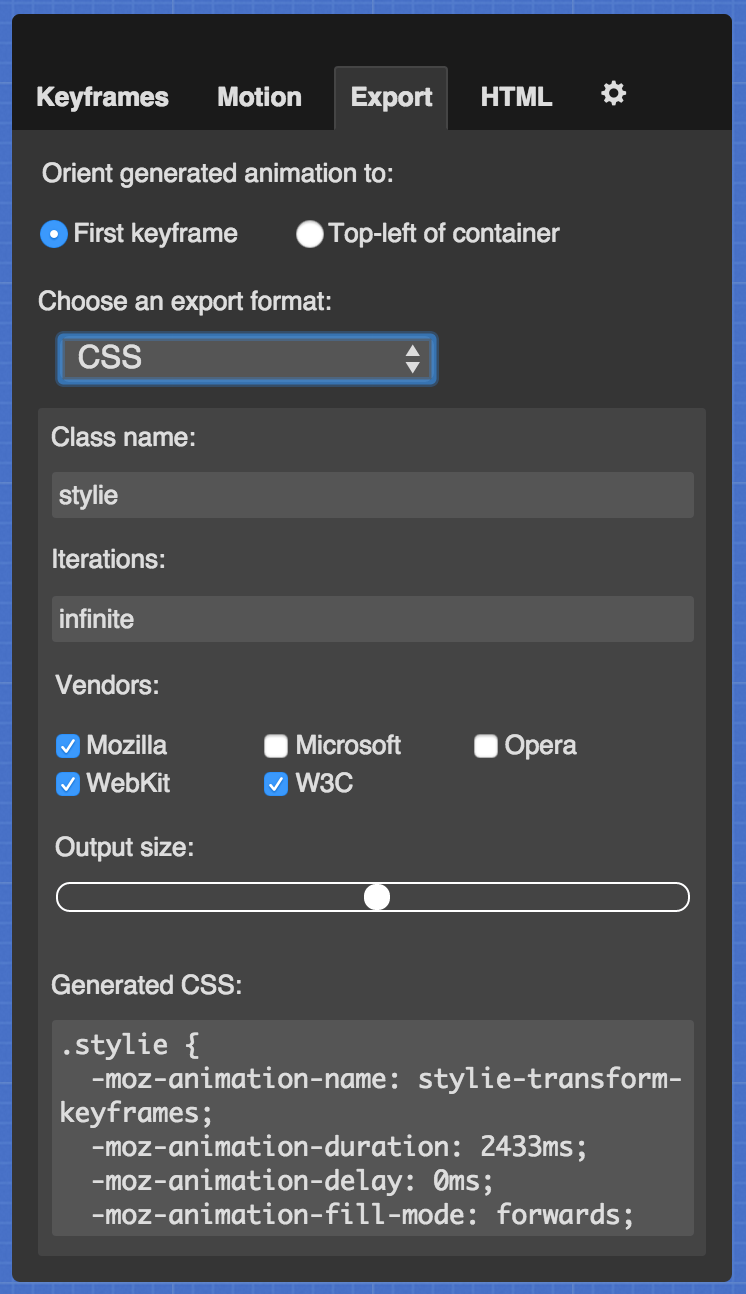 Keyframes Motion Export HTML
Orient generated animation to:
First keyframe Top-left of container
Choose an export format:
CSS
Class name:
stylie
Iterations:
infinite
Vendors:
Mozilla Microsoft Opera
WebKit W3C
Output size:
Generated CSS:
.stylie {
  -moz-animation-name: stylie-transform-
keyframes;
  -moz-animation-duration: 2433ms;
  -moz-animation-delay: 0ms;
  -moz-animation-fill-mode: forwards;